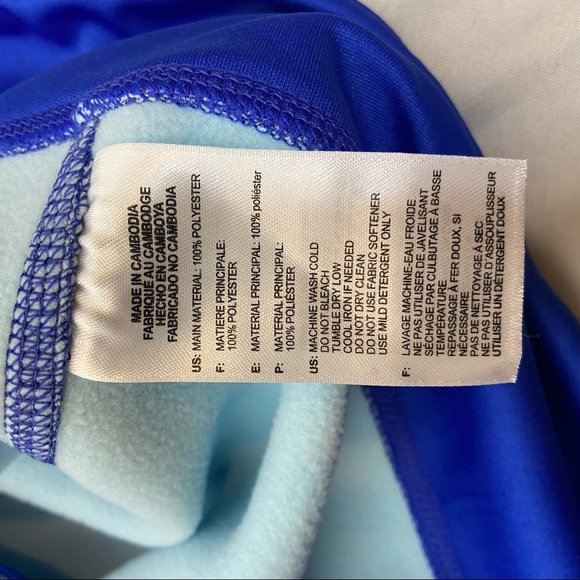 MADE IN CAMBODIA
FABRIQUÉ AU CAMBODGE
HECHO EN CAMBOYA
FABRICADO NO CAMBODIA
US: MAIN MATERIAL: 100% POLYESTER
F: MATIÈRE PRINCIPALE:
100% POLYESTER
E: MATERIAL PRINCIPAL: 100% poliéster
P: MATERIAL PRINCIPAL:
100% POLIÉSTER
US: MACHINE WASH COLD
DO NOT BLEACH
TUMBLE DRY LOW
COOL IRON IF NEEDED
DO NOT DRY CLEAN
DO NOT USE FABRIC SOFTENER
USE MILD DETERGENT ONLY
F: LAVAGE MACHINE-EAU FROIDE
NE PAS UTILISER DE JAVELISANT
SÉCHAGE PAR CULBUTAGE À BASSE
TEMPÉRATURE
REPASSAGE À FER DOUX, SI
NÉCESSAIRE
PAS DE NETTOYAGE À SEC
NE PAS UTILISER D'ASSOUPLISSEUR
UTILISER UN DÉTERGENT DOUX